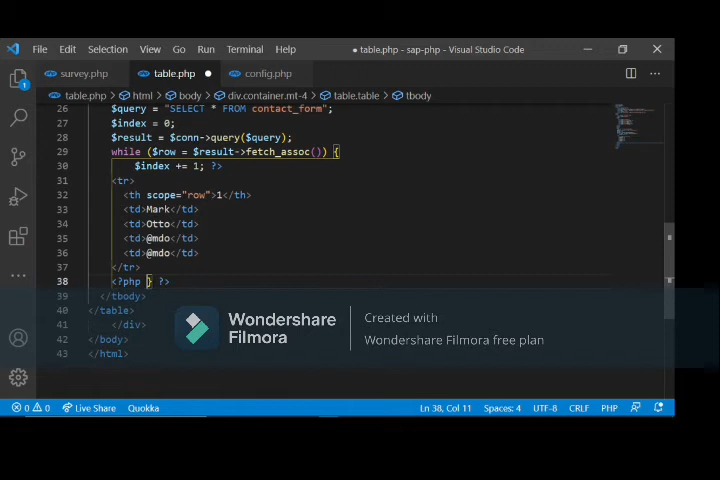 File Edit Selection View Go Run Terminal Help
● table.php - sap-php - Visual Studio Code
survey.php table.php config.php
table.php > html > body > div.container.mt-4 > table.table > tbody
26 $query = "SELECT * FROM contact_form";
27 $index = 0;
28 $result = $conn->query($query);
29 while ($row = $result->fetch_assoc()) {
30 $index += 1; ?>
31 <tr>
32 <th scope="row">1</th>
33 <td>Mark</td>
34 <td>Otto</td>
35 <td>@mdo</td>
36 <td>@mdo</td>
37 </tr>
38 <?php } ?>
39 </tbody>
40 </table>
41 </div>
42 </body>
43 </html>
1
Wondershare
Filmora
Created with
Wondershare Filmora free plan
0 0 Live Share Quokka Ln 38, Col 11 Spaces: 4 UTF-8 CRLF PHP